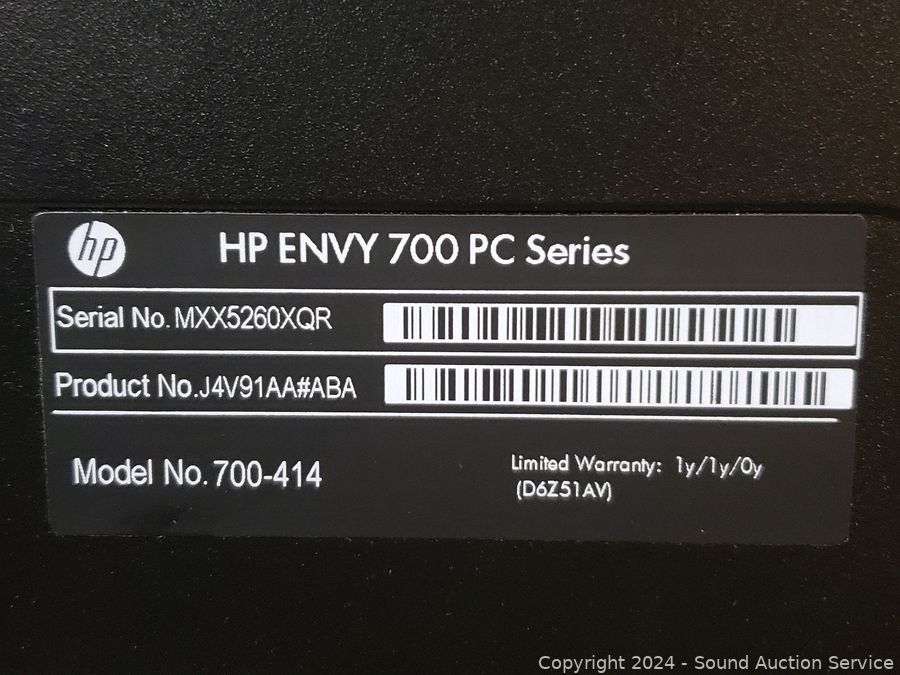 hp
HP ENVY 700 PC Series
Serial No. MXX5260XQR
Product No. J4V91AA#ABA
Model No. 700-414
Limited Warranty: 1y/1y/0y
(D6Z51AV)
Copyright 2024 - Sound Auction Service